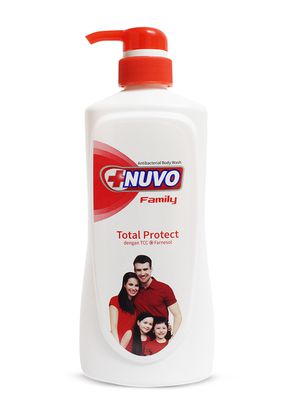 Antibacterial Body Wash
NUVO
Family
Total Protect
dengan TCC & Farnesol